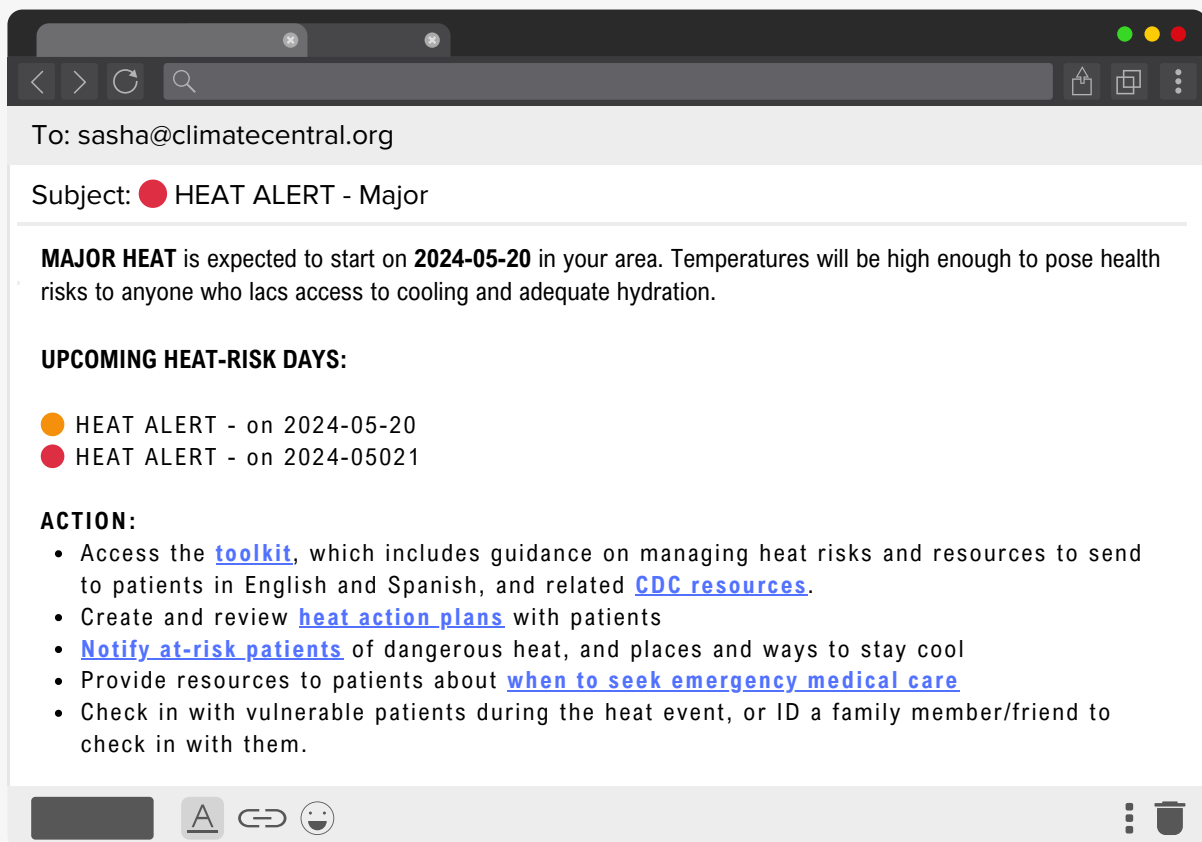 To: sasha@climatecentral.org
Subject: 🔴 HEAT ALERT - Major
MAJOR HEAT is expected to start on 2024-05-20 in your area. Temperatures will be high enough to pose health
risks to anyone who lacs access to cooling and adequate hydration.
UPCOMING HEAT-RISK DAYS:
🟠 HEAT ALERT - on 2024-05-20
🔴 HEAT ALERT - on 2024-05021
ACTION:
• Access the toolkit, which includes guidance on managing heat risks and resources to send
to patients in English and Spanish, and related CDC resources.
• Create and review heat action plans with patients
• Notify at-risk patients of dangerous heat, and places and ways to stay cool
• Provide resources to patients about when to seek emergency medical care
• Check in with vulnerable patients during the heat event, or ID a family member/friend to
check in with them.
A